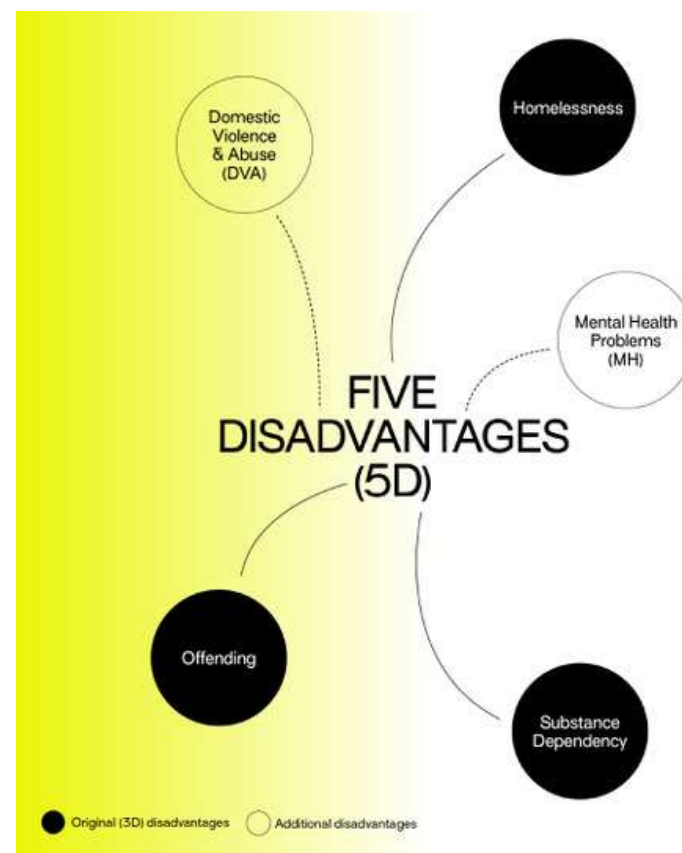 Domestic
Violence
& Abuse
(DVA)
Homelessness
Mental Health
Problems
(MH)
FIVE
DISADVANTAGES
(5D)
Offending
Substance
Dependency
Original (3D) disadvantages
Additional disadvantages